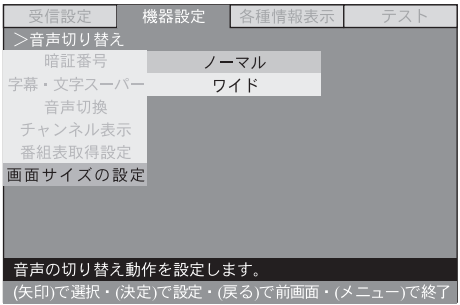 受信設定 機器設定 各種情報表示 テスト
＞音声切り替え
暗証番号 ノーマル
字幕・文字スーパー ワイド
音声切換
チャンネル表示
番組表取得設定
画面サイズの設定
音声の切り替え動作を設定します。
(矢印)で選択・(決定)で設定・(戻る)で前画面・(メニュー)で終了